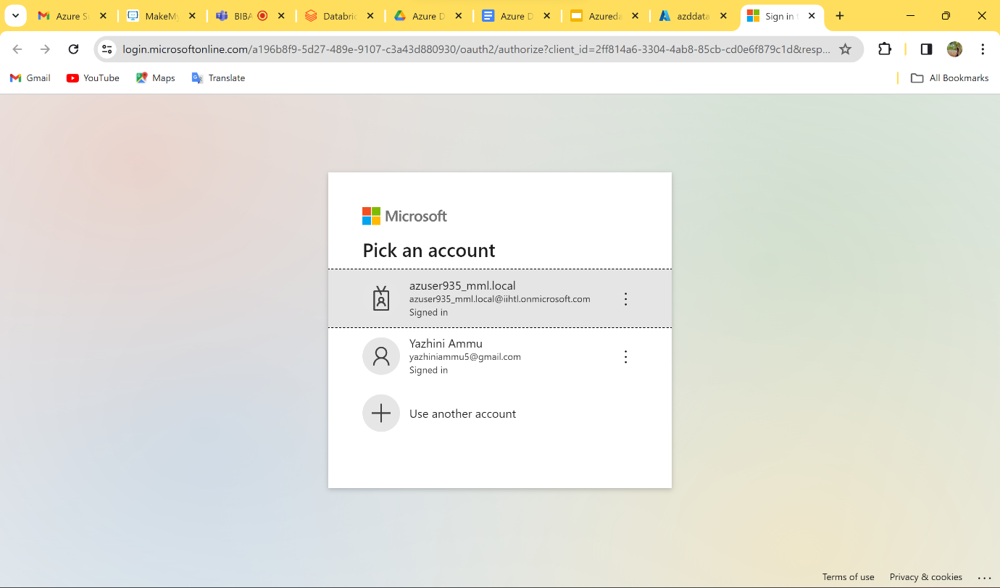 Azure S
MakeMy
BIBA
Databric
Azure D
Azure D
Azureda
azddata
Sign in t
login.microsoftonline.com/a196b8f9-5d27-489e-9107-c3a43d880930/oauth2/authorize?client_id=2ff814a6-3304-4ab8-85cb-cd0e6f879c1d&resp...
Gmail
YouTube
Maps
Translate
All Bookmarks
Microsoft
Pick an account
azuser935_mml.local
azuser935_mml.local@iihtl.onmicrosoft.com
Signed in
Yazhini Ammu
yazhiniammu5@gmail.com
Signed in
Use another account
Terms of use
Privacy & cookies
...